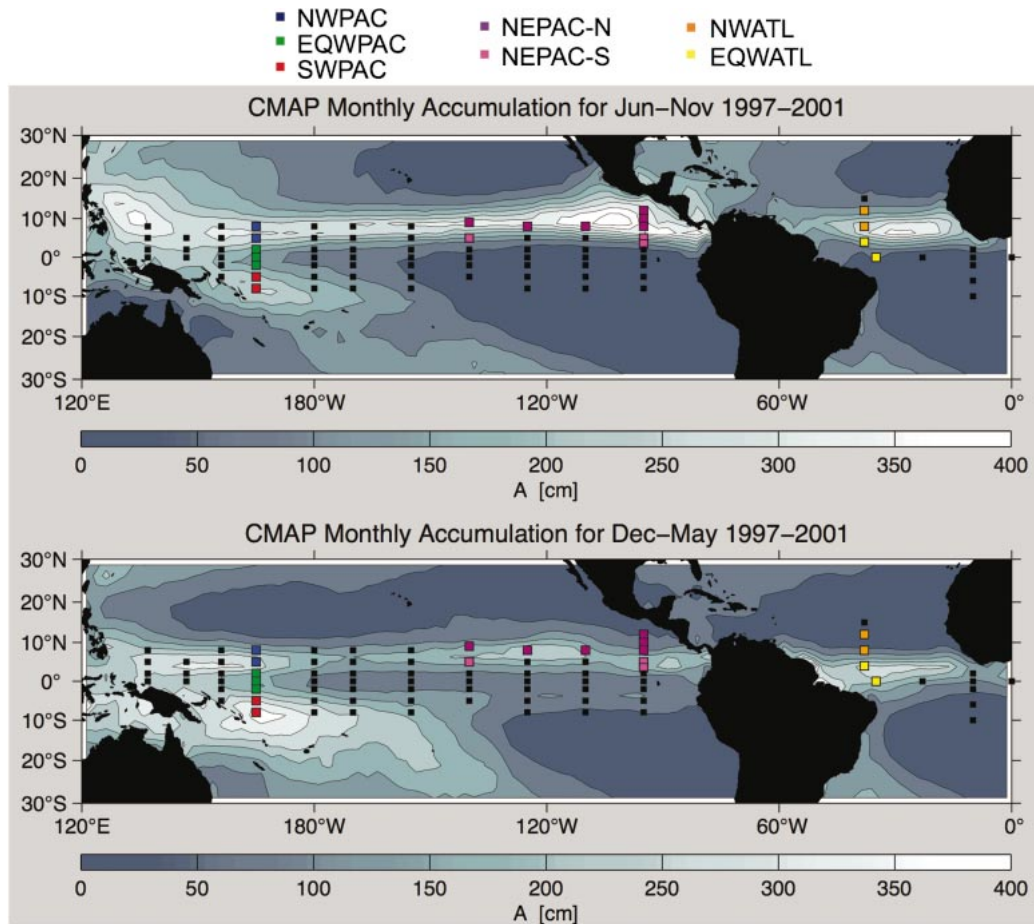 NWPAC
EQWPAC
SWPAC
NEPAC-N
NEPAC-S
NWATL
EQWATL
CMAP Monthly Accumulation for Jun–Nov 1997–2001
30°N
20°N
10°N
0°
10°S
20°S
30°S
120°E 180°W 120°W 60°W 0°
0 50 100 150 200 250 300 350 400
A [cm]
CMAP Monthly Accumulation for Dec–May 1997–2001
30°N
20°N
10°N
0°
10°S
20°S
30°S
120°E 180°W 120°W 60°W 0°
0 50 100 150 200 250 300 350 400
A [cm]